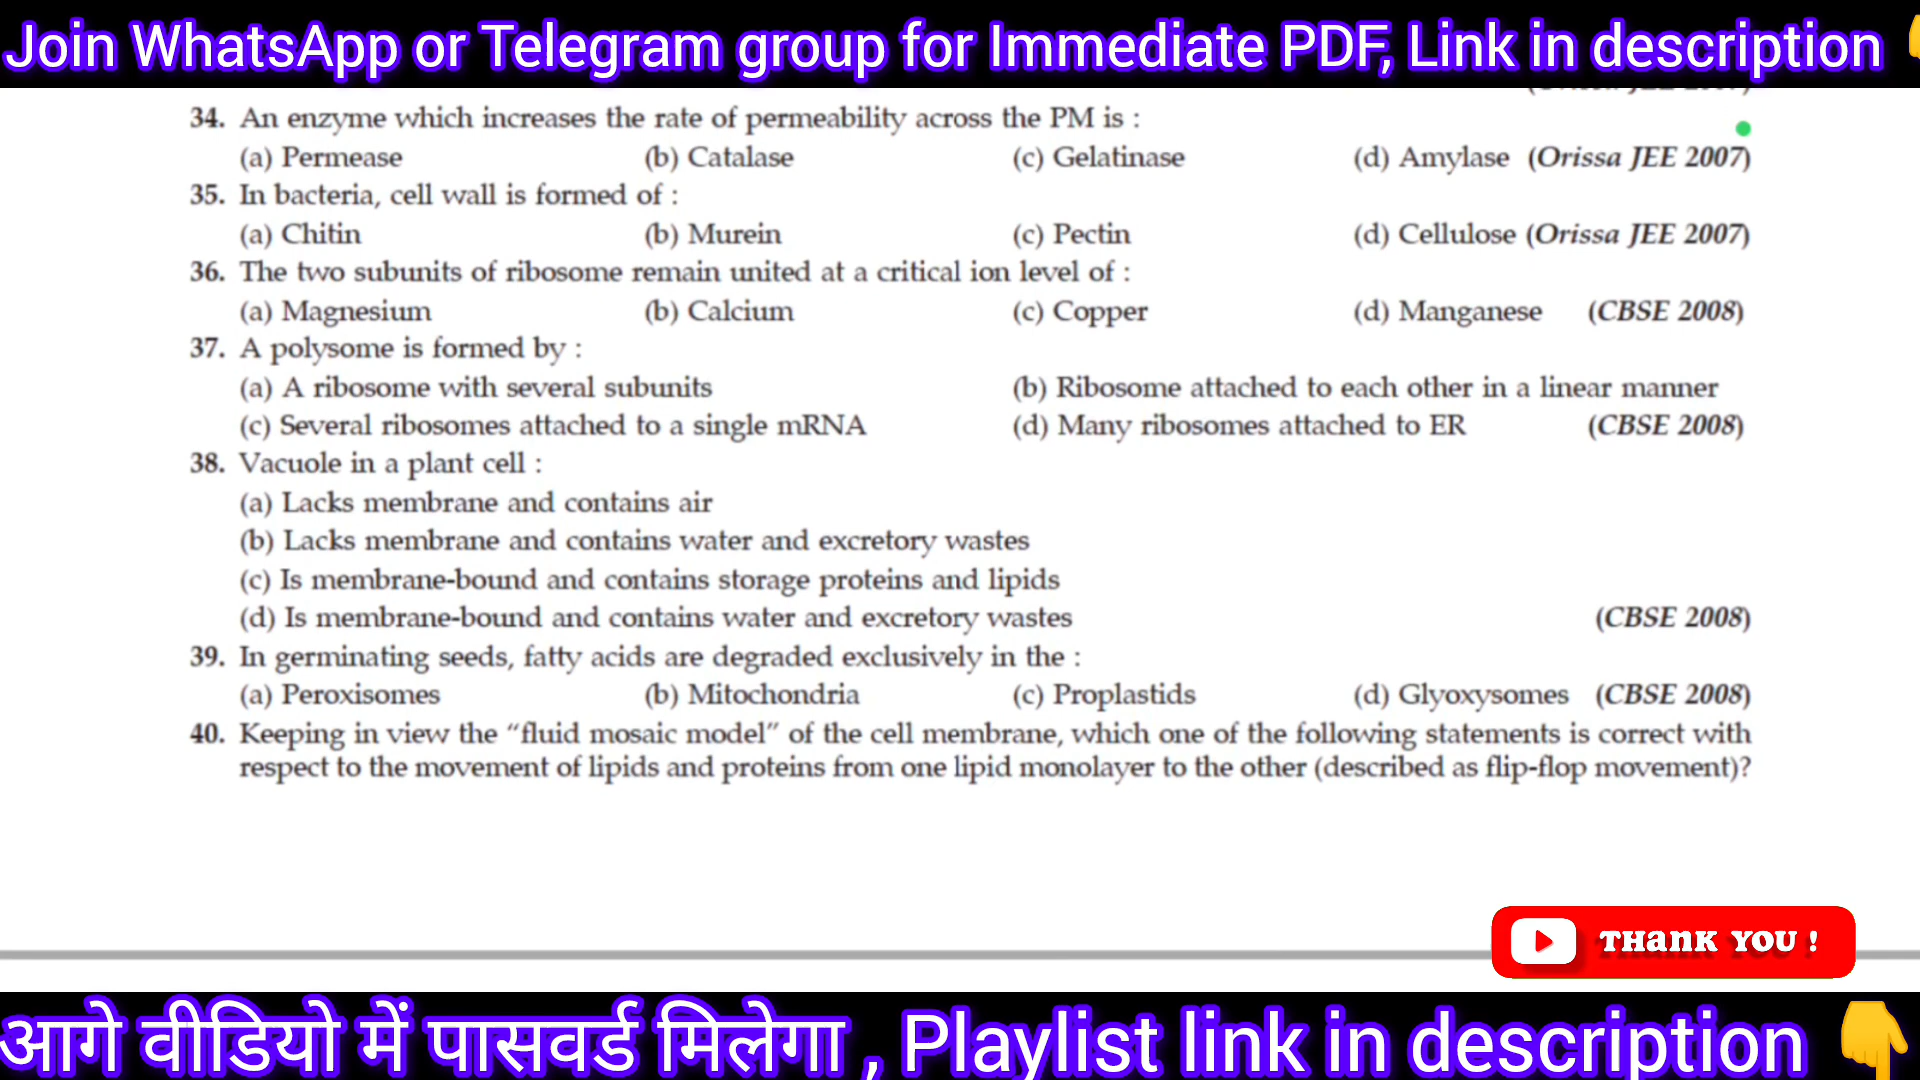 Join WhatsApp or Telegram group for Immediate PDF, Link in description
34. An enzyme which increases the rate of permeability across the PM is :
(a) Permease (b) Catalase (c) Gelatinase (d) Amylase (Orissa JEE 2007)
35. In bacteria, cell wall is formed of :
(a) Chitin (b) Murein (c) Pectin (d) Cellulose (Orissa JEE 2007)
36. The two subunits of ribosome remain united at a critical ion level of :
(a) Magnesium (b) Calcium (c) Copper (d) Manganese (CBSE 2008)
37. A polysome is formed by :
(a) A ribosome with several subunits (b) Ribosome attached to each other in a linear manner
(c) Several ribosomes attached to a single mRNA (d) Many ribosomes attached to ER (CBSE 2008)
38. Vacuole in a plant cell :
(a) Lacks membrane and contains air
(b) Lacks membrane and contains water and excretory wastes
(c) Is membrane-bound and contains storage proteins and lipids
(d) Is membrane-bound and contains water and excretory wastes (CBSE 2008)
39. In germinating seeds, fatty acids are degraded exclusively in the :
(a) Peroxisomes (b) Mitochondria (c) Proplastids (d) Glyoxysomes (CBSE 2008)
40. Keeping in view the “fluid mosaic model” of the cell membrane, which one of the following statements is correct with
respect to the movement of lipids and proteins from one lipid monolayer to the other (described as flip-flop movement)?
THANK YOU !
आगे वीडियो में पासवर्ड मिलेगा , Playlist link in description